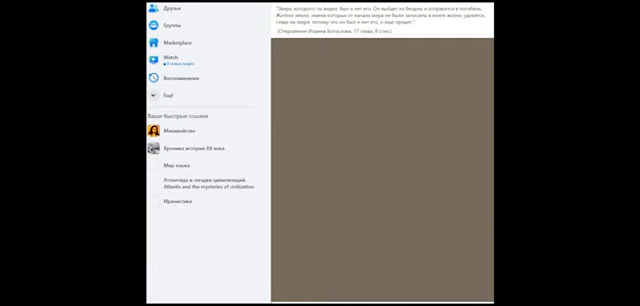 Друзья
Группы
Marketplace
Watch
Воспоминания
Ещё
Ваши быстрые ссылки
Манихейство
Хроника истории XX века
Мир языка
Атлантида и загадки цивилизаций.
Atlantis and the mysteries of civilization
Иранистика
"Зверь, которого ты видел, был и нет его. Он выйдет из бездны и отправится в погибель.
Жители земли, имена которых от начала мира не были записаны в книге жизни, удивятся,
глядя на зверя, потому что он был и нет его, и еще придет."
(Откровение Иоанна Богослова, 17 глава, 8 стих.)